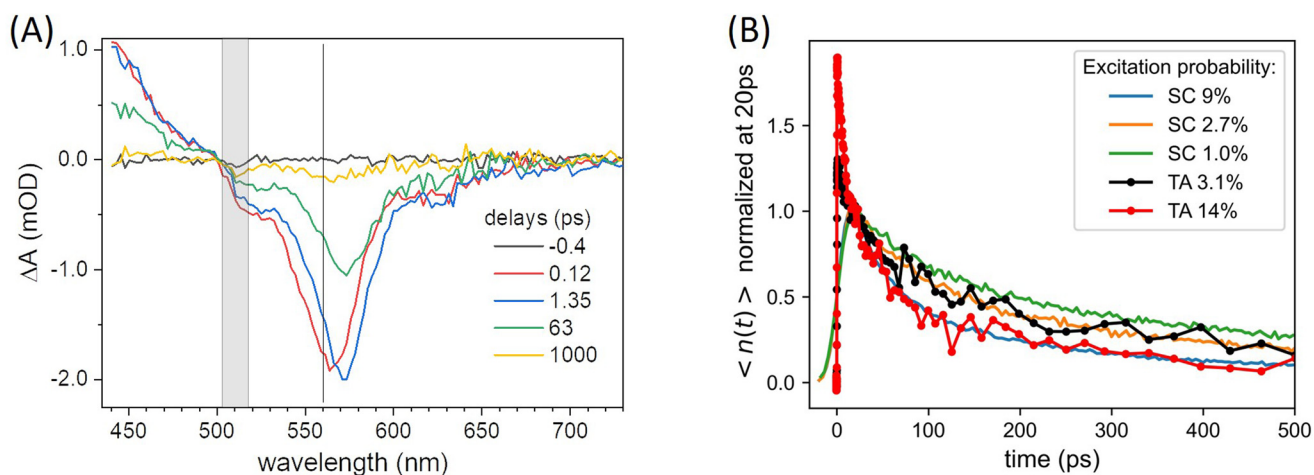 (A)
1.0
0.0
-1.0
-2.0
ΔA (mOD)
delays (ps)
-0.4
0.12
1.35
63
1000
450 500 550 600 650 700
wavelength (nm)
(B)
1.5
1.0
0.5
0.0
< n(t) > normalized at 20ps
Excitation probability:
SC 9%
SC 2.7%
SC 1.0%
TA 3.1%
TA 14%
0 100 200 300 400 500
time (ps)